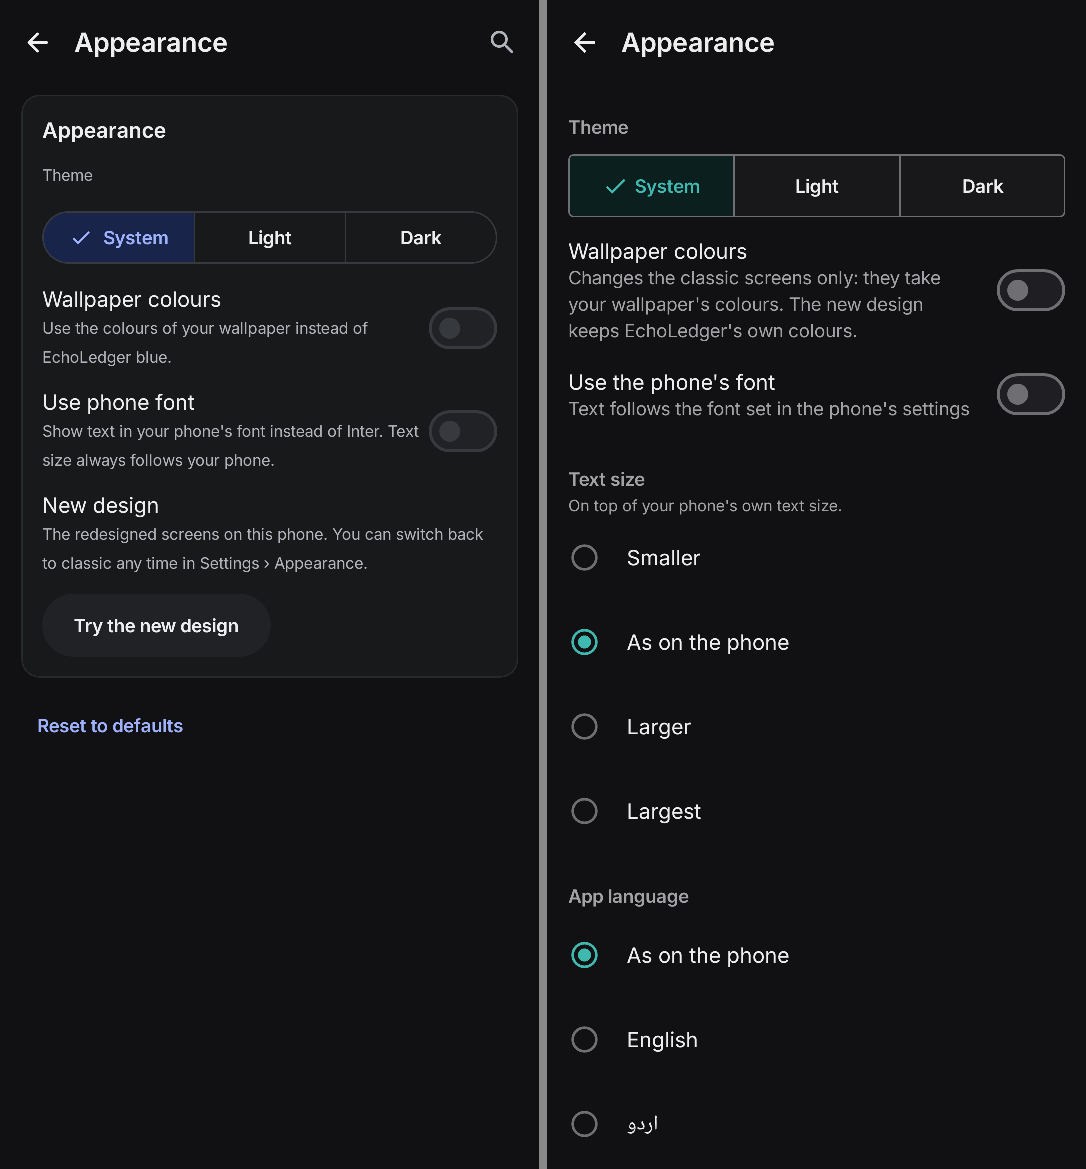 Appearance
Appearance
Theme
System
Light
Dark
Wallpaper colours
Use the colours of your wallpaper instead of
EchoLedger blue.
Use phone font
Show text in your phone's font instead of Inter. Text
size always follows your phone.
New design
The redesigned screens on this phone. You can switch back
to classic any time in Settings › Appearance.
Try the new design
Reset to defaults
Appearance
Theme
System
Light
Dark
Wallpaper colours
Changes the classic screens only: they take
your wallpaper's colours. The new design
keeps EchoLedger's own colours.
Use the phone's font
Text follows the font set in the phone's settings
Text size
On top of your phone's own text size.
Smaller
As on the phone
Larger
Largest
App language
As on the phone
English
اردو